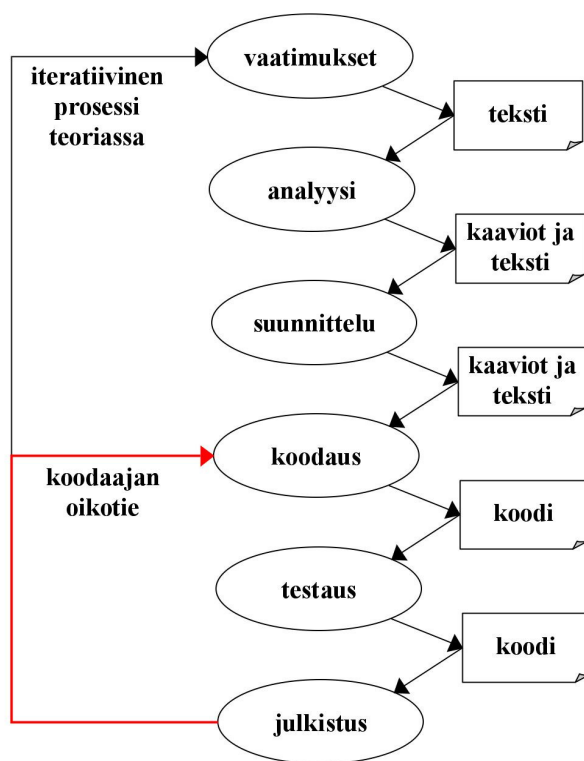 vaatimukset
iteratiivinen
prosessi
teoriassa
teksti
analyysi
kaaviot ja
teksti
suunnittelu
kaaviot ja
teksti
koodaus
koodaajan
oikotie
koodi
testaus
koodi
julkistus